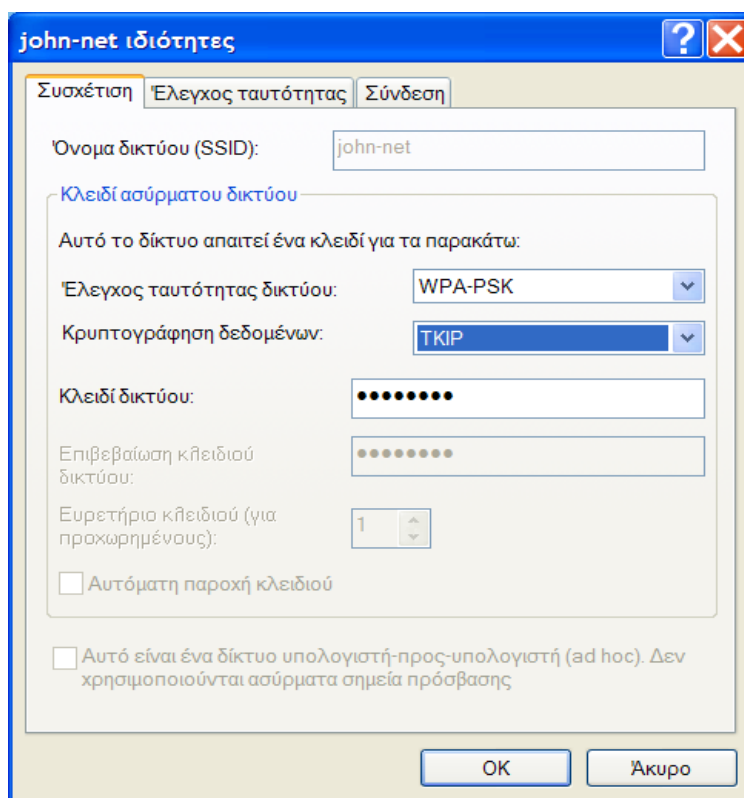 john-net ιδιότητες
Συσχέτιση Έλεγχος ταυτότητας Σύνδεση
Όνομα δικτύου (SSID): john-net
Κλειδί ασύρματου δικτύου
Αυτό το δίκτυο απαιτεί ένα κλειδί για τα παρακάτω:
Έλεγχος ταυτότητας δικτύου: WPA-PSK
Κρυπτογράφηση δεδομένων: TKIP
Κλειδί δικτύου: ••••••••
Επιβεβαίωση κλειδιού
δικτύου: ••••••••
Ευρετήριο κλειδιού (για
προχωρημένους): 1
Αυτόματη παροχή κλειδιού
Αυτό είναι ένα δίκτυο υπολογιστή-προς-υπολογιστή (ad hoc). Δεν
χρησιμοποιούνται ασύρματα σημεία πρόσβασης
OK Άκυρο